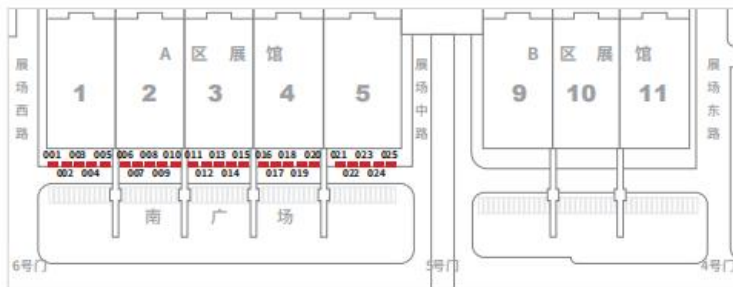 A 区 展 馆
B 区 展 馆
展场西路
展场中路
展场东路
1 2 3 4 5 9 10 11
001 003 005 006 008 010 011 013 015 016 018 020 021 023 025
002 004 007 009 012 014 017 019 022 024
南 广 场
6号门 5号门 4号门